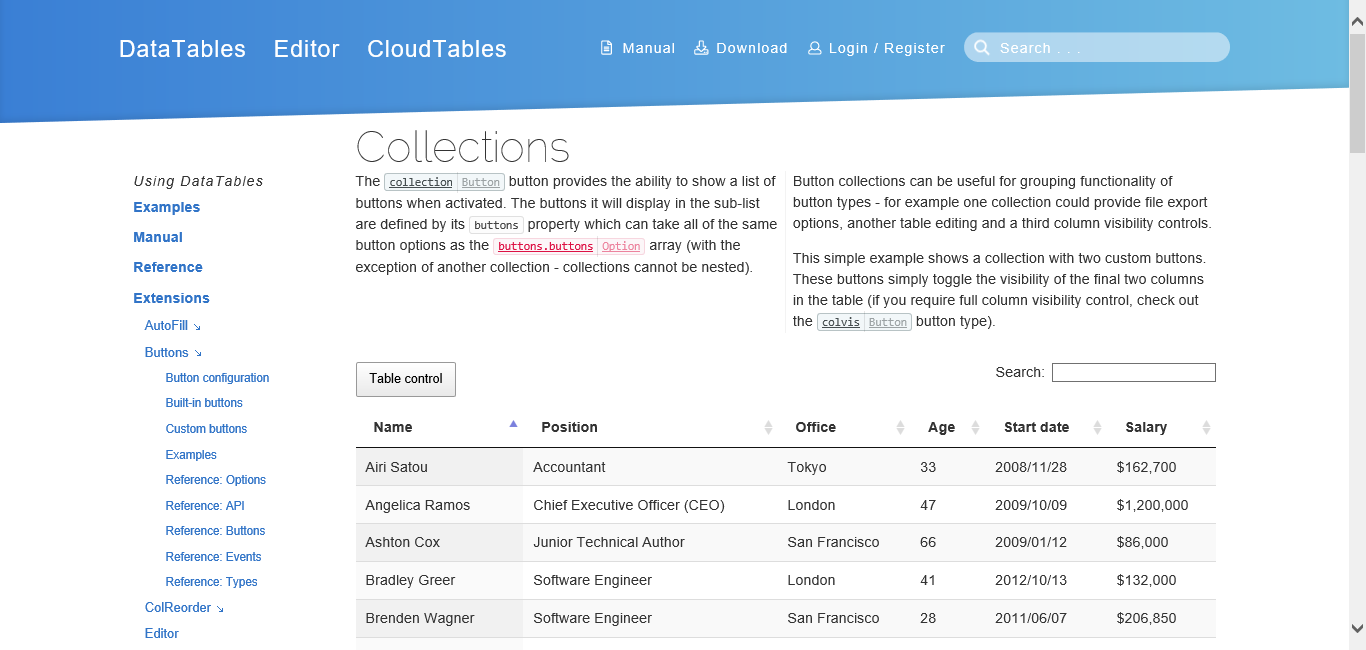 DataTables Editor CloudTables Manual Download Login / Register Search . . .
Collections
Using DataTables
Examples
Manual
Reference
Extensions
AutoFill
Buttons
Button configuration
Built-in buttons
Custom buttons
Examples
Reference: Options
Reference: API
Reference: Buttons
Reference: Events
Reference: Types
ColReorder
Editor
The collection Button button provides the ability to show a list of
buttons when activated. The buttons it will display in the sub-list
are defined by its buttons property which can take all of the same
button options as the buttons.buttons Option array (with the
exception of another collection - collections cannot be nested).
Button collections can be useful for grouping functionality of
button types - for example one collection could provide file export
options, another table editing and a third column visibility controls.
This simple example shows a collection with two custom buttons.
These buttons simply toggle the visibility of the final two columns
in the table (if you require full column visibility control, check out
the colvis Button button type).
Table control
Search:
Name Position Office Age Start date Salary
Airi Satou Accountant Tokyo 33 2008/11/28 $162,700
Angelica Ramos Chief Executive Officer (CEO) London 47 2009/10/09 $1,200,000
Ashton Cox Junior Technical Author San Francisco 66 2009/01/12 $86,000
Bradley Greer Software Engineer London 41 2012/10/13 $132,000
Brenden Wagner Software Engineer San Francisco 28 2011/06/07 $206,850